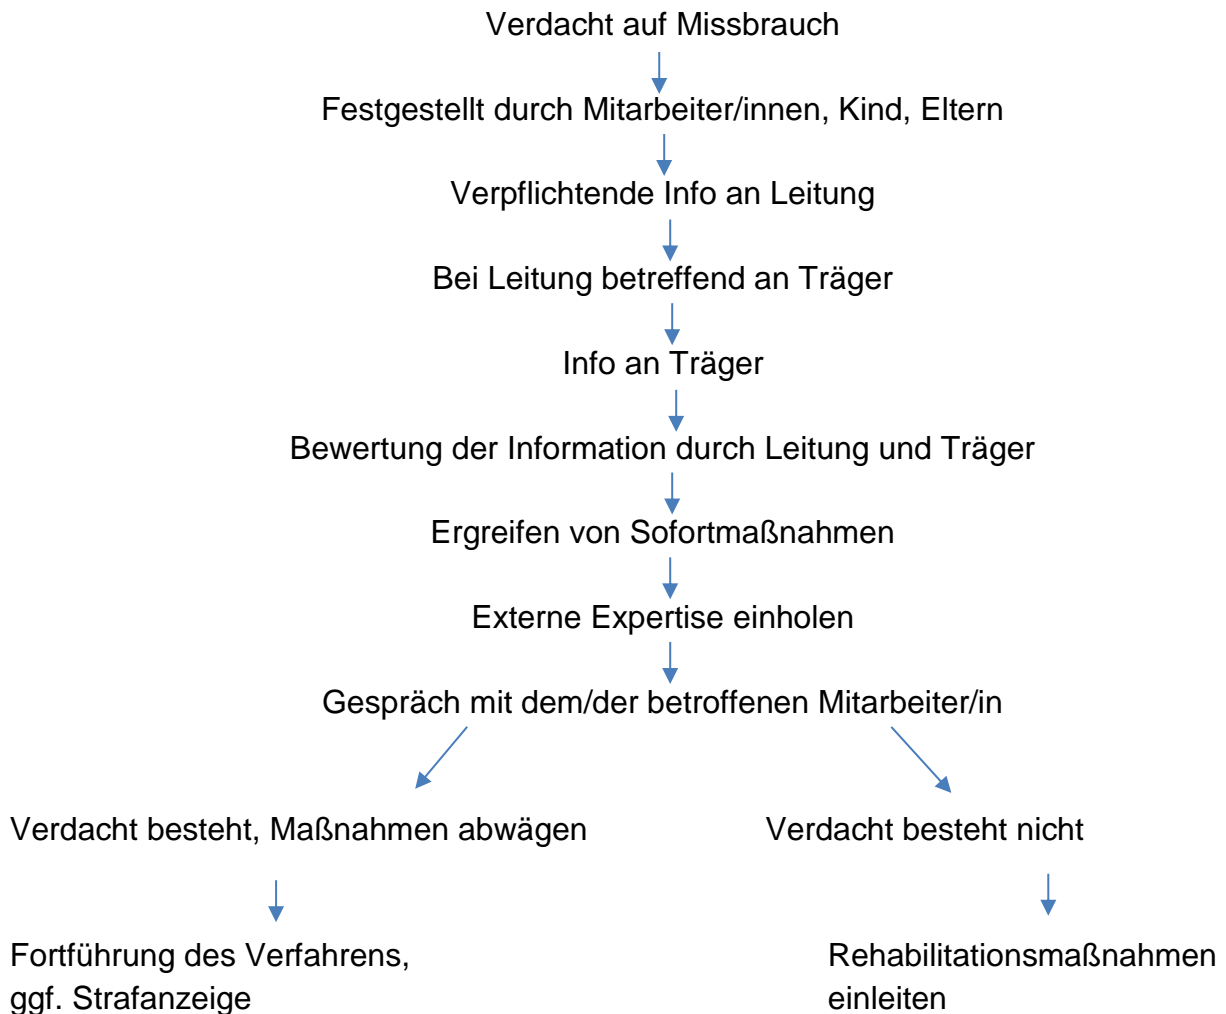 Verdacht auf Missbrauch
Festgestellt durch Mitarbeiter/innen, Kind, Eltern
Verpflichtende Info an Leitung
Bei Leitung betreffend an Träger
Info an Träger
Bewertung der Information durch Leitung und Träger
Ergreifen von Sofortmaßnahmen
Externe Expertise einholen
Gespräch mit dem/der betroffenen Mitarbeiter/in
Verdacht besteht, Maßnahmen abwägen
Verdacht besteht nicht
Fortführung des Verfahrens,
ggf. Strafanzeige
Rehabilitationsmaßnahmen
einleiten